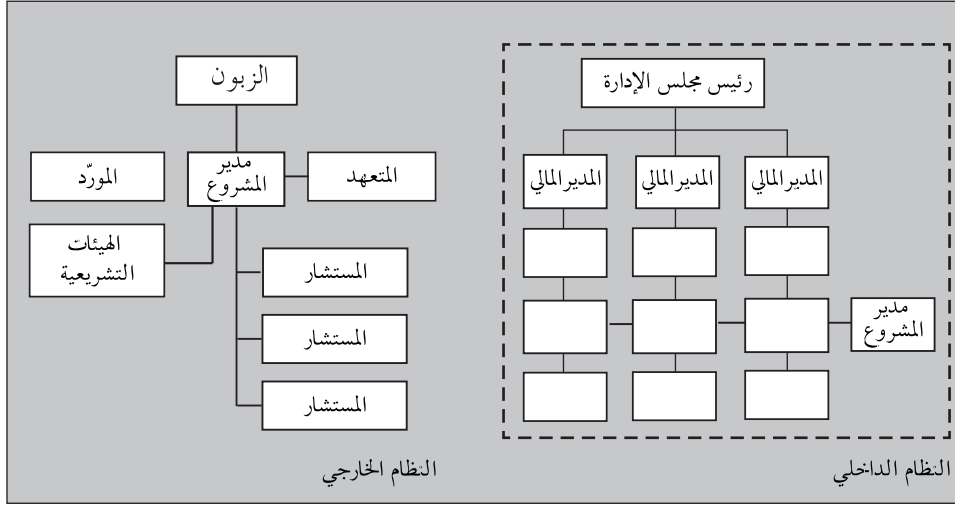 رئيس مجلس الإدارة
المدير المالي
المدير المالي
المدير المالي
مدير
المشروع
النظام الداخلي
الزبون
المتعهد
مدير
المشروع
المورّد
الهيئات
التشريعية
المستشار
المستشار
المستشار
النظام الخارجي